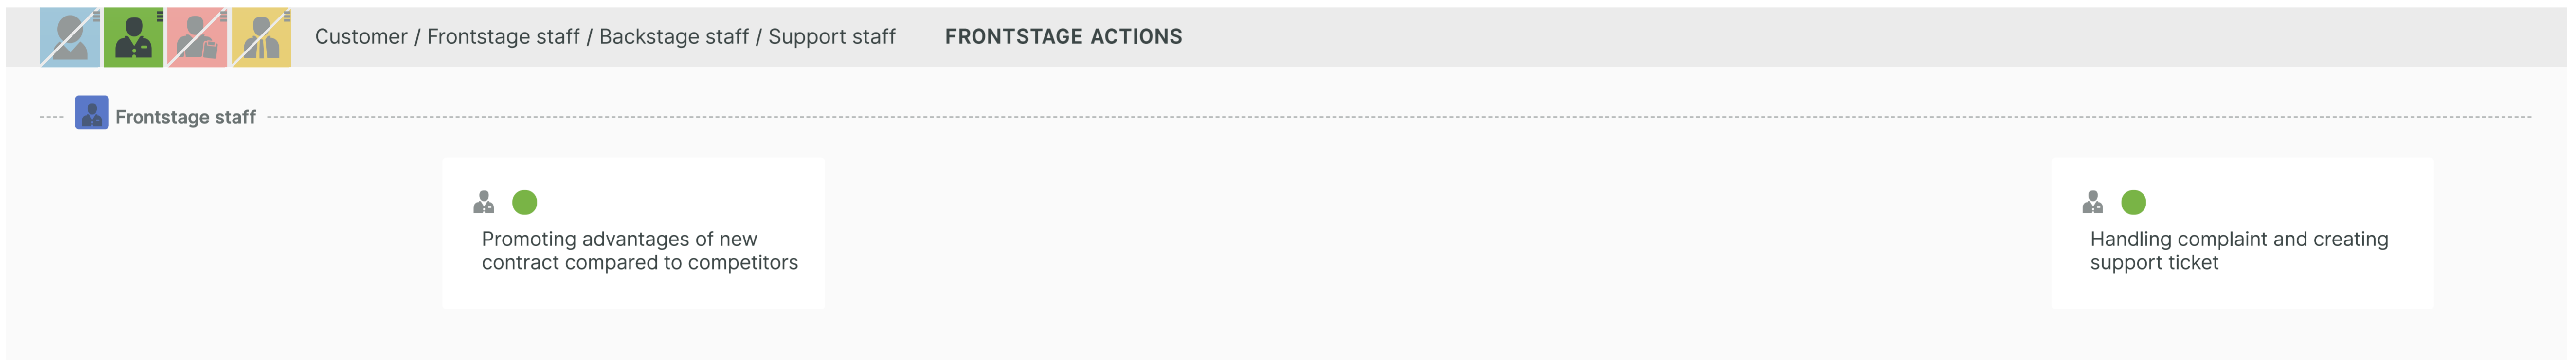 Customer / Frontstage staff / Backstage staff / Support staff FRONTSTAGE ACTIONS
Frontstage staff
Promoting advantages of new
contract compared to competitors
Handling complaint and creating
support ticket